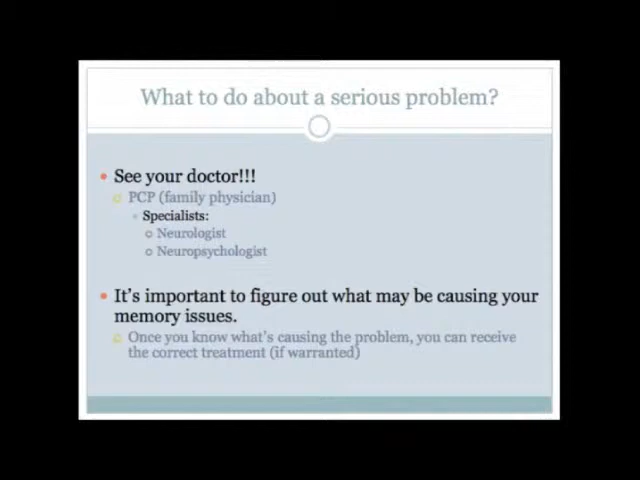 What to do about a serious problem?
See your doctor!!!
PCP (family physician)
Specialists:
Neurologist
Neuropsychologist
It's important to figure out what may be causing your
memory issues.
Once you know what's causing the problem, you can receive
the correct treatment (if warranted)